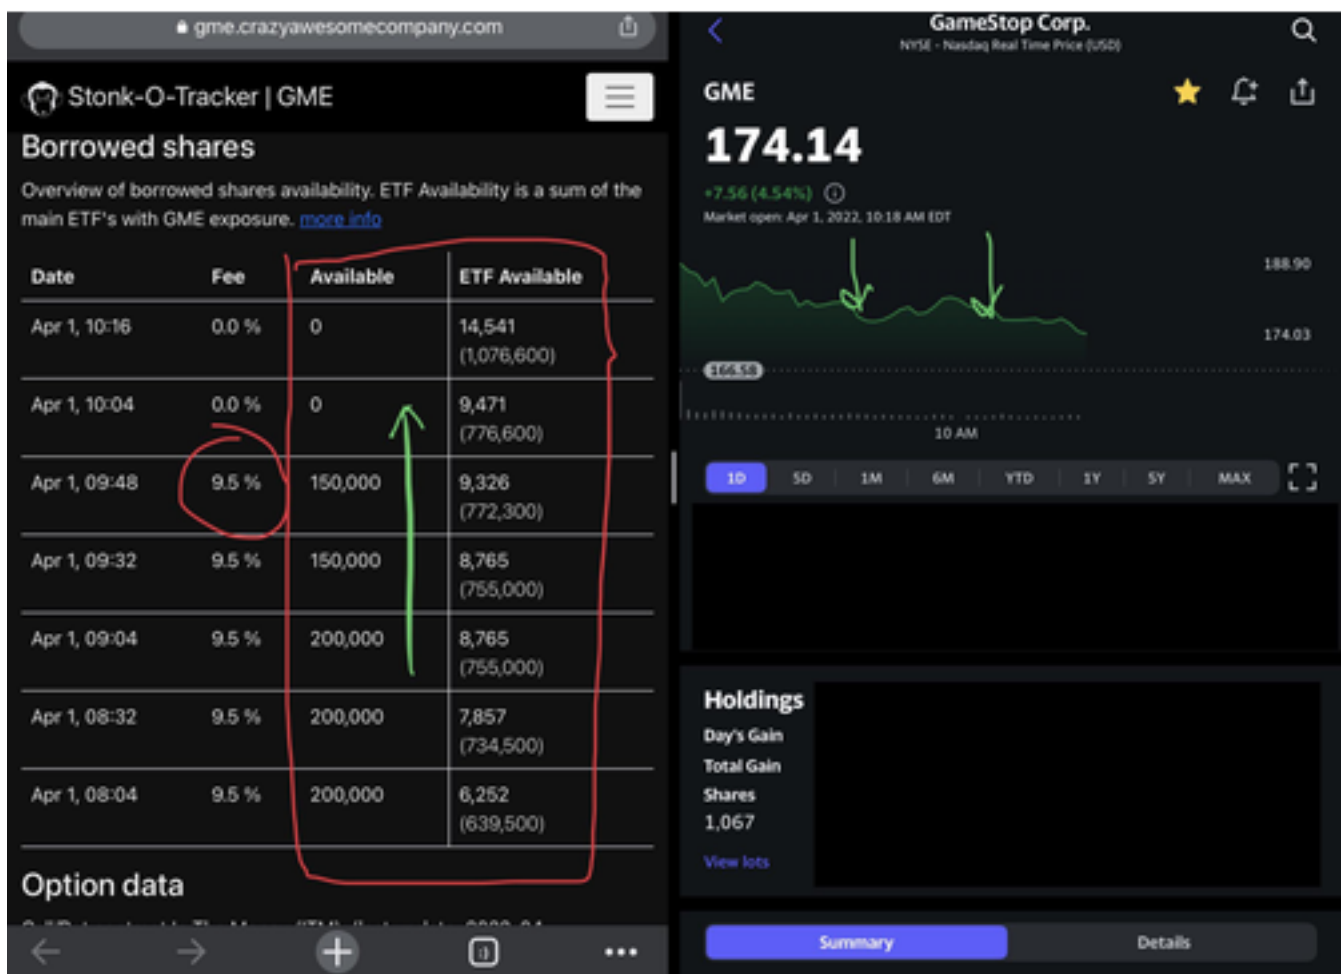 gme.crazyawesomecompany.com
Stonk-O-Tracker | GME
Borrowed shares
Overview of borrowed shares availability. ETF Availability is a sum of the
main ETF's with GME exposure. more info
Date Fee Available ETF Available
Apr 1, 10:16 0.0 % 0 14,541
(1,076,600)
Apr 1, 10:04 0.0 % 0 9,471
(776,600)
Apr 1, 09:48 9.5 % 150,000 9,326
(772,300)
Apr 1, 09:32 9.5 % 150,000 8,765
(755,000)
Apr 1, 09:04 9.5 % 200,000 8,765
(755,000)
Apr 1, 08:32 9.5 % 200,000 7,857
(734,500)
Apr 1, 08:04 9.5 % 200,000 6,252
(639,500)
Option data
GameStop Corp.
NYSE - Nasdaq Real Time Price (USD)
GME
174.14
+7.56 (4.54%)
Market open: Apr 1, 2022, 10:18 AM EDT
188.90
174.03
166.58
10 AM
1D 5D 1M 6M YTD 1Y 5Y MAX
Holdings
Day's Gain
Total Gain
Shares
1,067
View lots
Summary Details